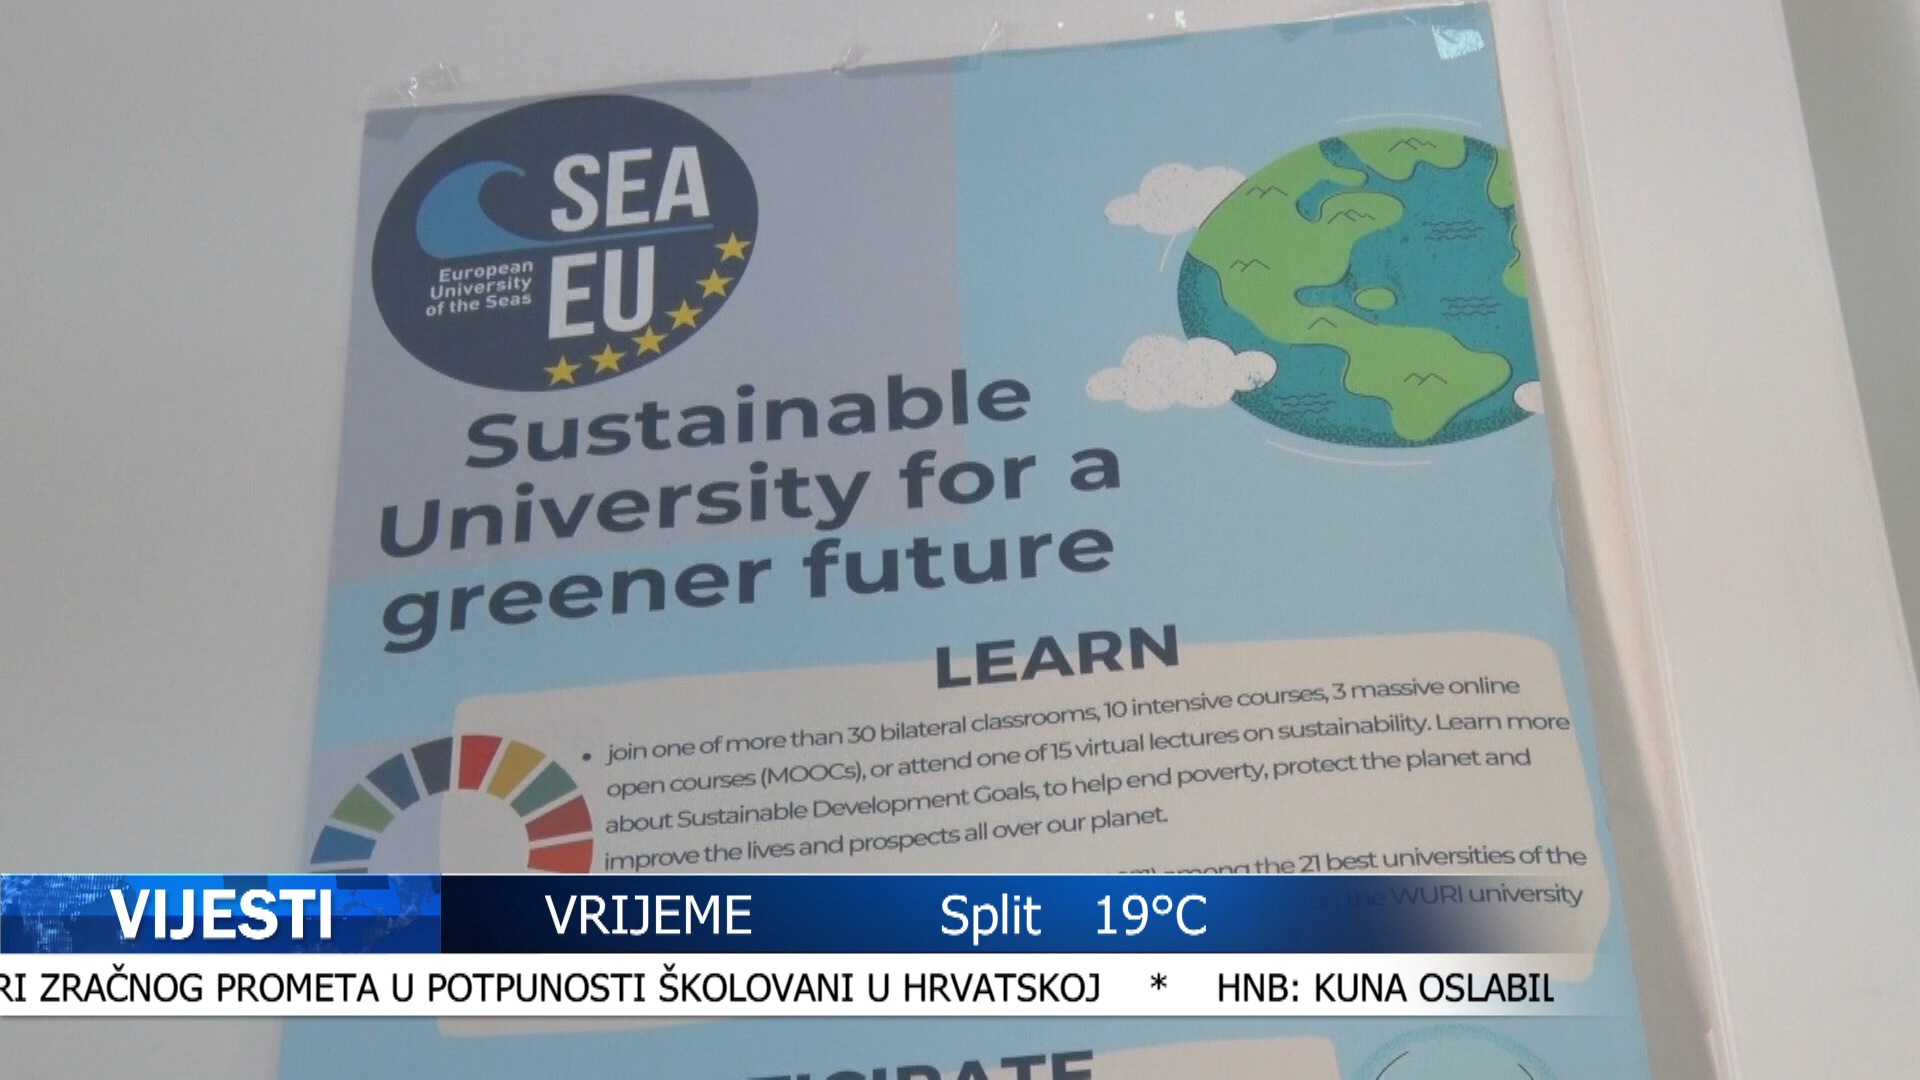 SEA
EU
European
University
of the Seas
Sustainable
University for a
greener future
LEARN
• join one of more than 30 bilateral classrooms, 10 intensive courses, 3 massive online
open courses (MOOCs), or attend one of 15 virtual lectures on sustainability. Learn more
about Sustainable Development Goals, to help end poverty, protect the planet and
improve the lives and prospects all over our planet.
among the 21 best universities of the
the WURI university
VIJESTI
VRIJEME Split 19°C
RI ZRAČNOG PROMETA U POTPUNOSTI ŠKOLOVANI U HRVATSKOJ * HNB: KUNA OSLABIL